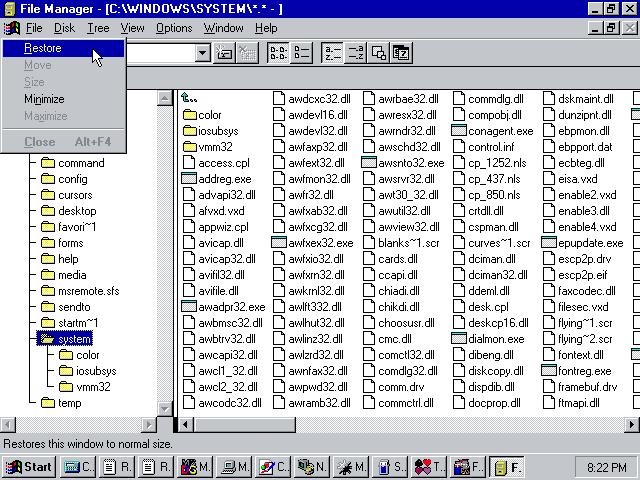 File Manager - [C:\WINDOWS\SYSTEM\*.* - ]
File Disk Tree View Options Window Help
Restore
Move
Size
Minimize
Maximize
Close Alt+F4
command
config
cursors
desktop
favori~1
forms
help
media
msremote.sfs
sendto
startm~1
system
color
iosubsys
vmm32
temp
color
iosubsys
vmm32
access.cpl
addreg.exe
advapi32.dll
afvxd.vxd
appwiz.cpl
avicap.dll
avicap32.dll
avifil32.dll
avifile.dll
awadpr32.exe
awbmsc32.dll
awbtrv32.dll
awcapi32.dll
awcl1_32.dll
awcl2_32.dll
awcodc32.dll
awdcxc32.dll
awdevl16.dll
awdevl32.dll
awfaxp32.dll
awfext32.dll
awfmon32.dll
awfr32.dll
awfxab32.dll
awfxcg32.dll
awfxex32.exe
awfxio32.dll
awfxrn32.dll
awkrnl32.dll
awlft332.dll
awlhut32.dll
awlinz32.dll
awlzrd32.dll
awnfax32.dll
awpwd32.dll
awramb32.dll
awrbae32.dll
awresx32.dll
awrndr32.dll
awschd32.dll
awsnto32.exe
awsrvr32.dll
awt30_32.dll
awutil32.dll
awview32.dll
blanks~1.scr
cards.dll
ccapi.dll
chiadi.dll
chikdi.dll
choosusr.dll
cmc.dll
comctl32.dll
comdlg32.dll
comm.drv
commctrl.dll
commdlg.dll
compobj.dll
conagent.exe
control.inf
cp_1252.nls
cp_437.nls
cp_850.nls
crtdll.dll
cspman.dll
curves~1.scr
dciman.dll
dciman32.dll
ddeml.dll
desk.cpl
deskcp16.dll
dialmon.exe
dibeng.dll
diskcopy.dll
dispdib.dll
docprop.dll
dskmaint.dll
dunzipnt.dll
ebpmon.dll
ebpport.dat
ecbteg.dll
eisa.vxd
enable2.vxd
enable3.vxd
enable4.vxd
epupdate.exe
escp2p.drv
escp2p.eif
faxcodec.dll
filesec.vxd
flying~1.scr
flying~2.scr
fontext.dll
fontreg.exe
framebuf.drv
ftmapi.dll
Restores this window to normal size.
Start C.. R.. R.. M.. M.. C.. N.. M.. S.. T.. F.. F.. 8:22 PM